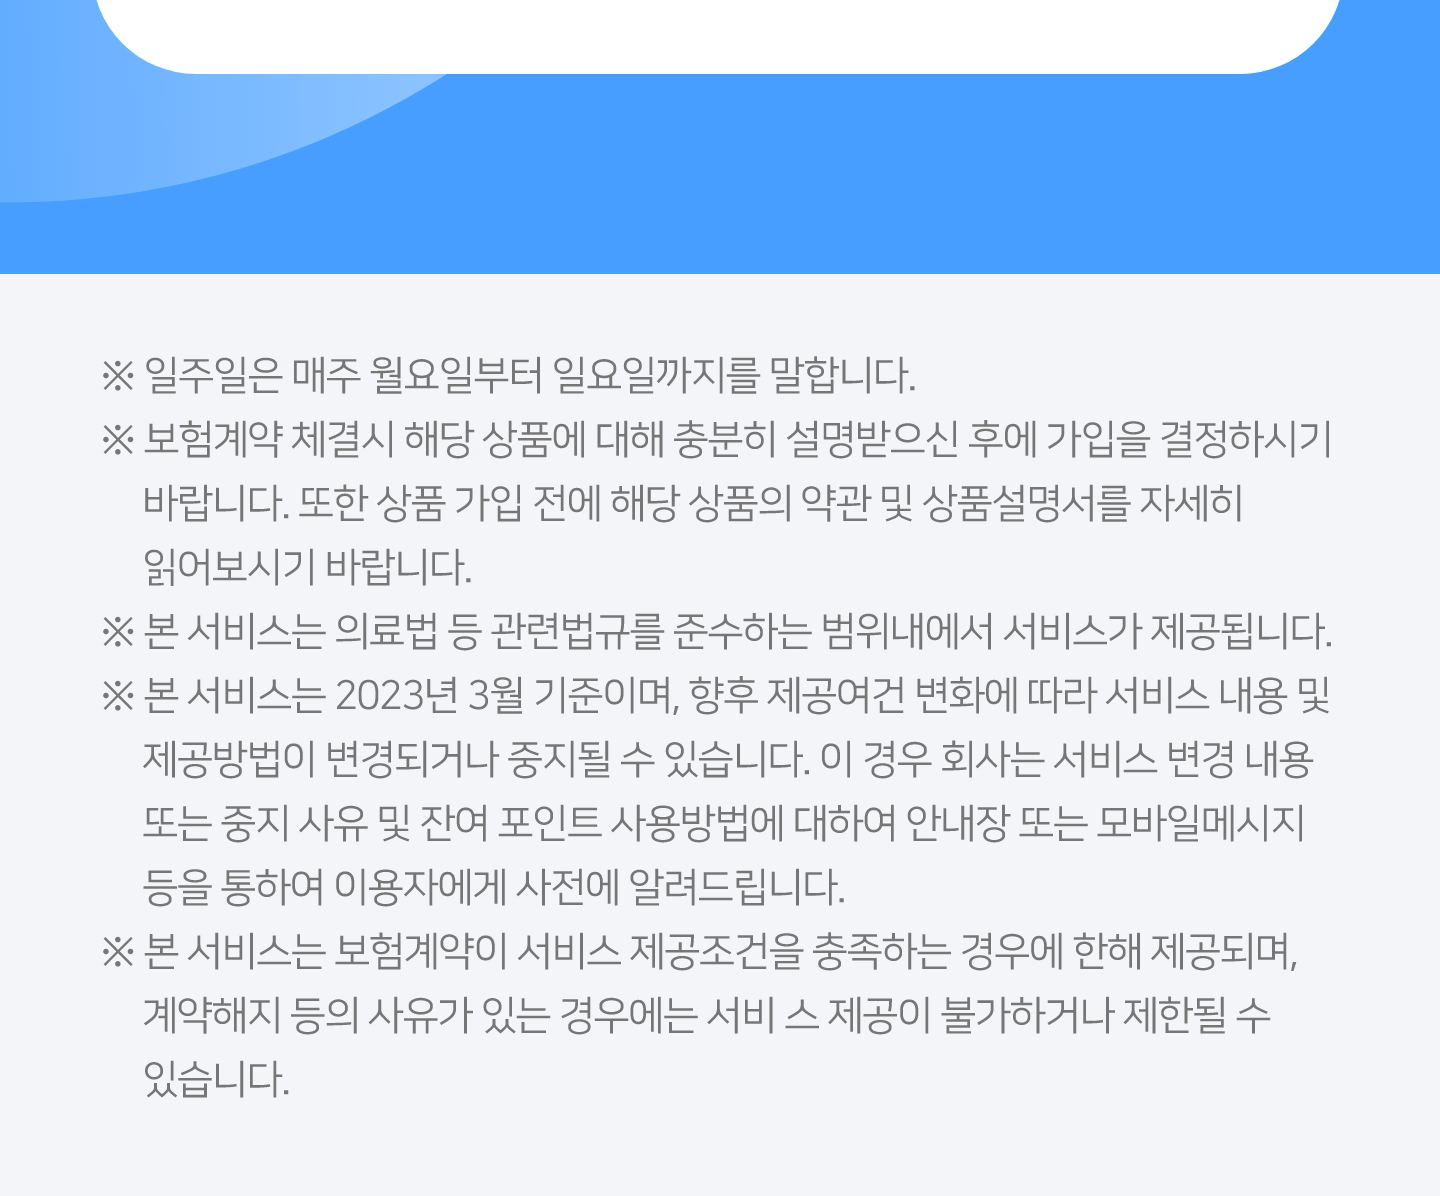 ※ 일주일은 매주 월요일부터 일요일까지를 말합니다.
※ 보험계약 체결시 해당 상품에 대해 충분히 설명받으신 후에 가입을 결정하시기
바랍니다. 또한 상품 가입 전에 해당 상품의 약관 및 상품설명서를 자세히
읽어보시기 바랍니다.
※ 본 서비스는 의료법 등 관련법규를 준수하는 범위내에서 서비스가 제공됩니다.
※ 본 서비스는 2023년 3월 기준이며, 향후 제공여건 변화에 따라 서비스 내용 및
제공방법이 변경되거나 중지될 수 있습니다. 이 경우 회사는 서비스 변경 내용
또는 중지 사유 및 잔여 포인트 사용방법에 대하여 안내장 또는 모바일메시지
등을 통하여 이용자에게 사전에 알려드립니다.
※ 본 서비스는 보험계약이 서비스 제공조건을 충족하는 경우에 한해 제공되며,
계약해지 등의 사유가 있는 경우에는 서비 스 제공이 불가하거나 제한될 수
있습니다.